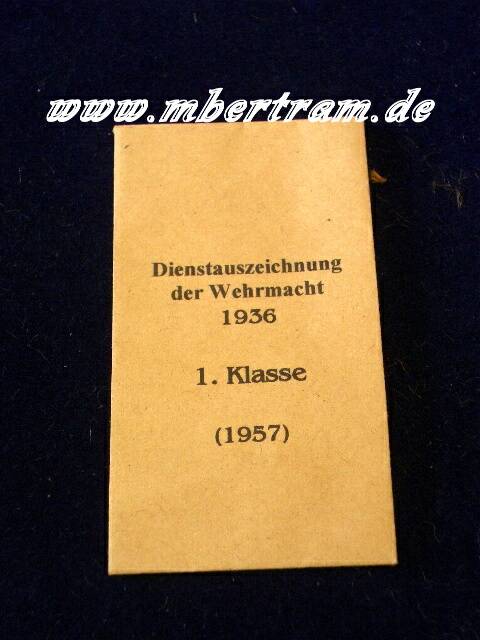 www.mbertram.de
Dienstauszeichnung
der Wehrmacht
1936
1. Klasse
(1957)